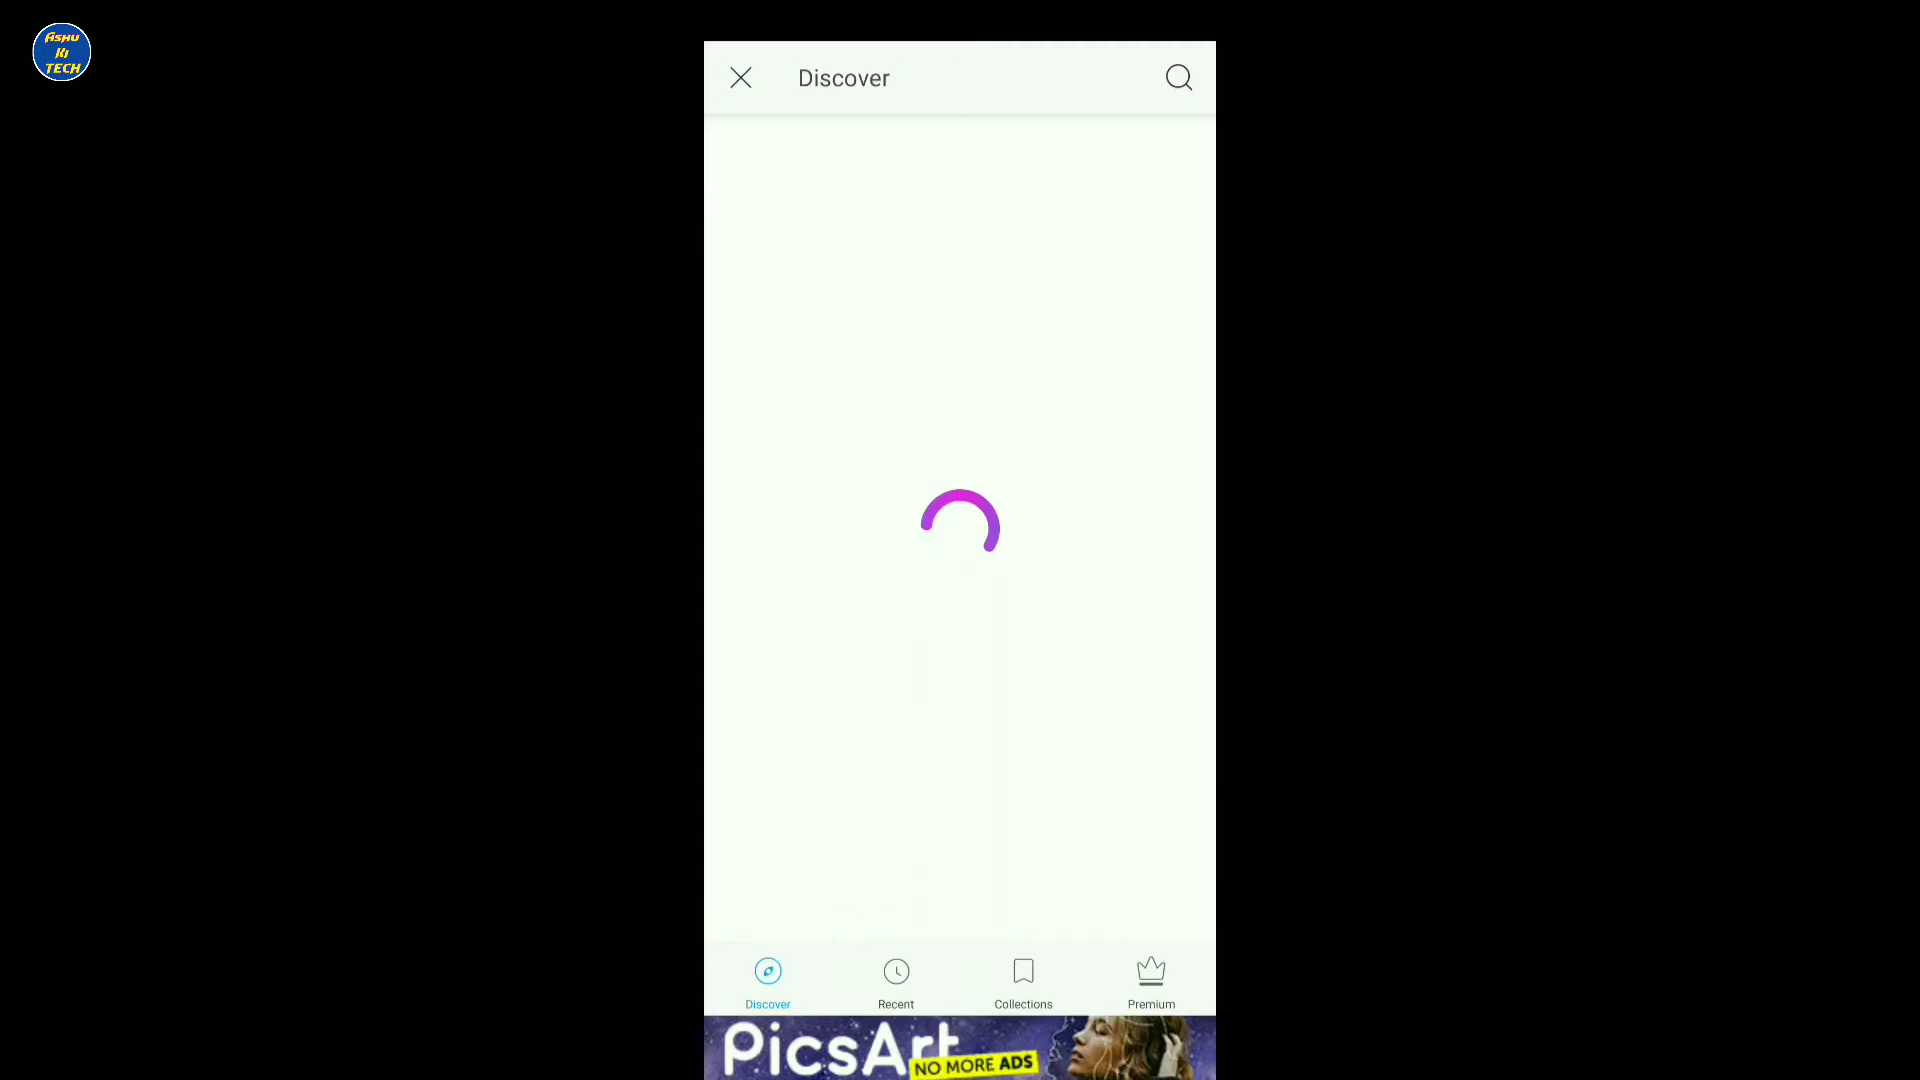 ASHU
KI
TECH
Discover
Discover
Recent
Collections
Premium
PicsArt
NO MORE ADS